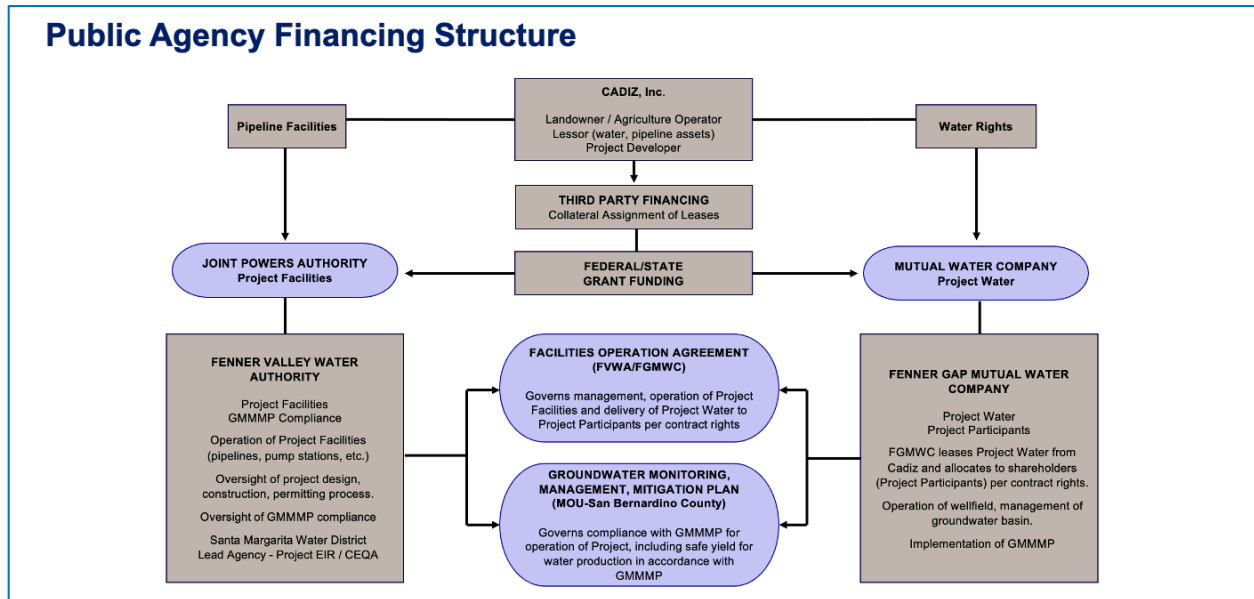 Public Agency Financing Structure
CADIZ, Inc.
Landowner / Agriculture Operator
Lessor (water, pipeline assets)
Project Developer
Pipeline Facilities
Water Rights
THIRD PARTY FINANCING
Collateral Assignment of Leases
JOINT POWERS AUTHORITY
Project Facilities
FEDERAL/STATE
GRANT FUNDING
MUTUAL WATER COMPANY
Project Water
FENNER VALLEY WATER
AUTHORITY
Project Facilities
GMMMP Compliance
Operation of Project Facilities
(pipelines, pump stations, etc.)
Oversight of project design,
construction, permitting process.
Oversight of GMMMP compliance
Santa Margarita Water District
Lead Agency - Project EIR / CEQA
FACILITIES OPERATION AGREEMENT
(FVWA/FGMWC)
Governs management, operation of Project
Facilities and delivery of Project Water to
Project Participants per contract rights
GROUNDWATER MONITORING,
MANAGEMENT, MITIGATION PLAN
(MOU-San Bernardino County)
Governs compliance with GMMMP for
operation of Project, including safe yield for
water production in accordance with
GMMMP
FENNER GAP MUTUAL WATER
COMPANY
Project Water
Project Participants
FGMWC leases Project Water from
Cadiz and allocates to shareholders
(Project Participants) per contract rights.
Operation of wellfield, management of
groundwater basin.
Implementation of GMMMP